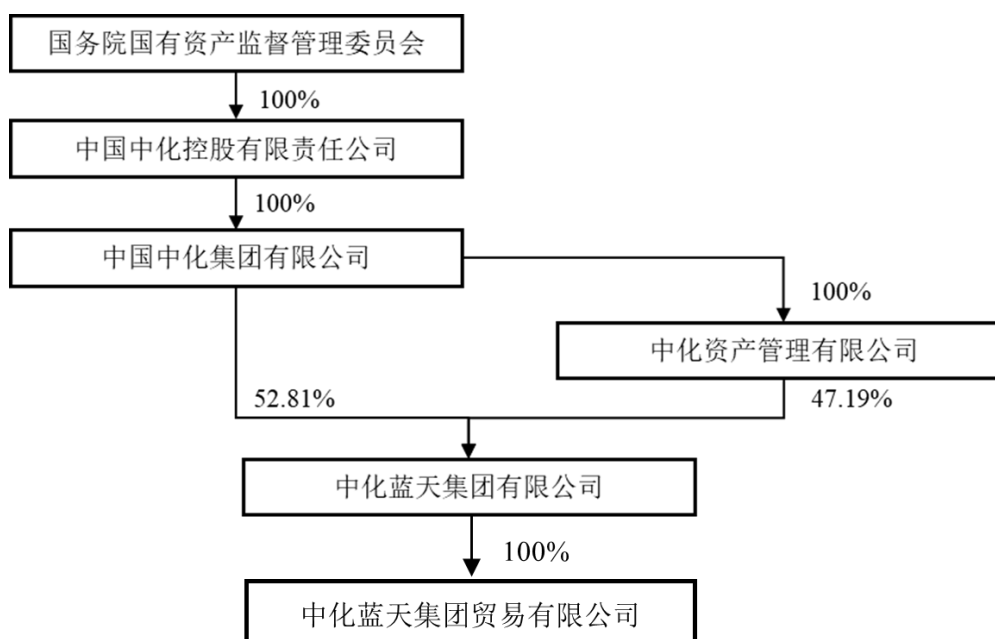 国务院国有资产监督管理委员会
100%
中国中化控股有限责任公司
100%
中国中化集团有限公司
100%
中化资产管理有限公司
52.81%
47.19%
中化蓝天集团有限公司
100%
中化蓝天集团贸易有限公司